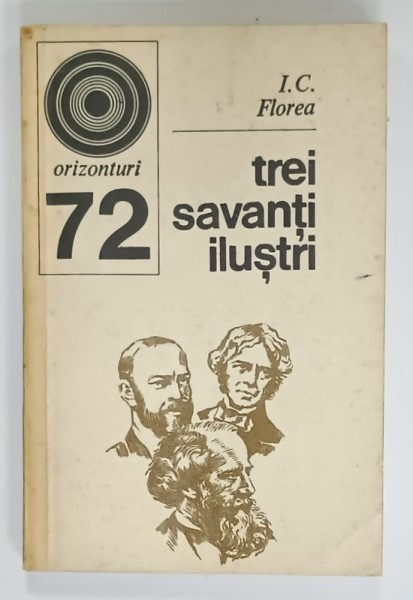 orizonturi
72
I.C.
Florea
trei
savanți
iluștri